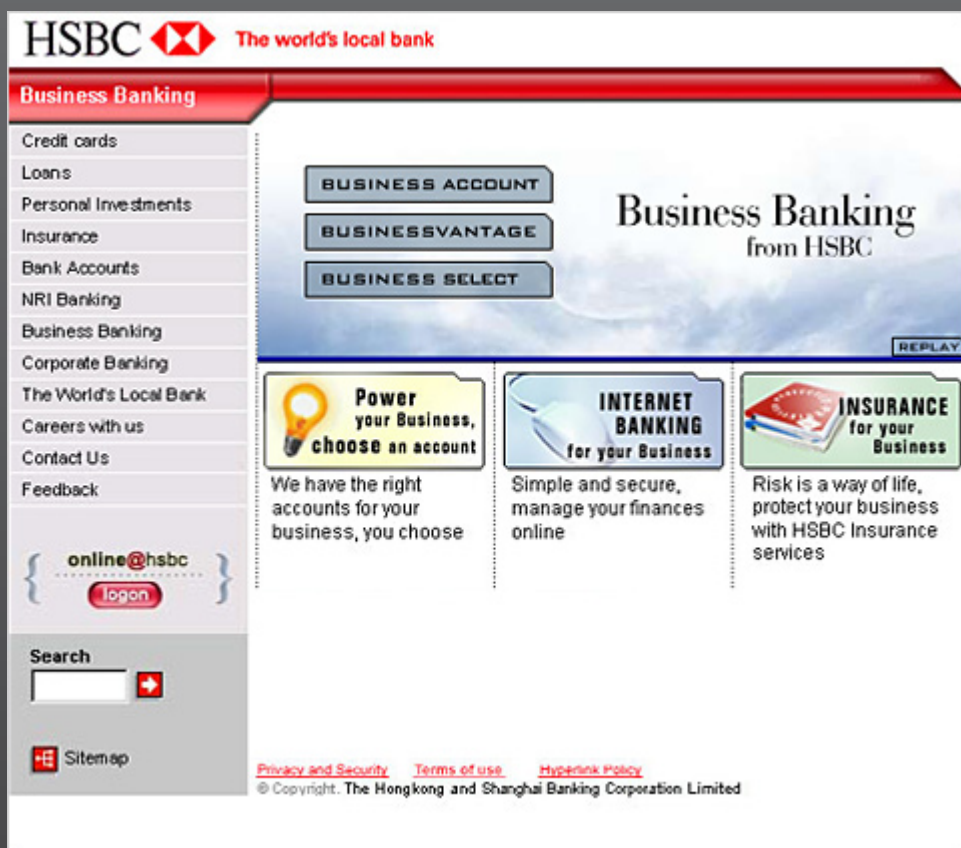 HSBC The world's local bank
Business Banking
Credit cards
Loans
Personal Investments
Insurance
Bank Accounts
NRI Banking
Business Banking
Corporate Banking
The World's Local Bank
Careers with us
Contact Us
Feedback
online@hsbc
logon
Search
Sitemap
BUSINESS ACCOUNT
BUSINESSVANTAGE
BUSINESS SELECT
Business Banking
from HSBC
REPLAY
Power
your Business,
choose an account
We have the right
accounts for your
business, you choose
INTERNET
BANKING
for your Business
Simple and secure,
manage your finances
online
INSURANCE
for your
Business
Risk is a way of life,
protect your business
with HSBC Insurance
services
Privacy and Security Terms of use Hyperlink Policy
© Copyright. The Hongkong and Shanghai Banking Corporation Limited